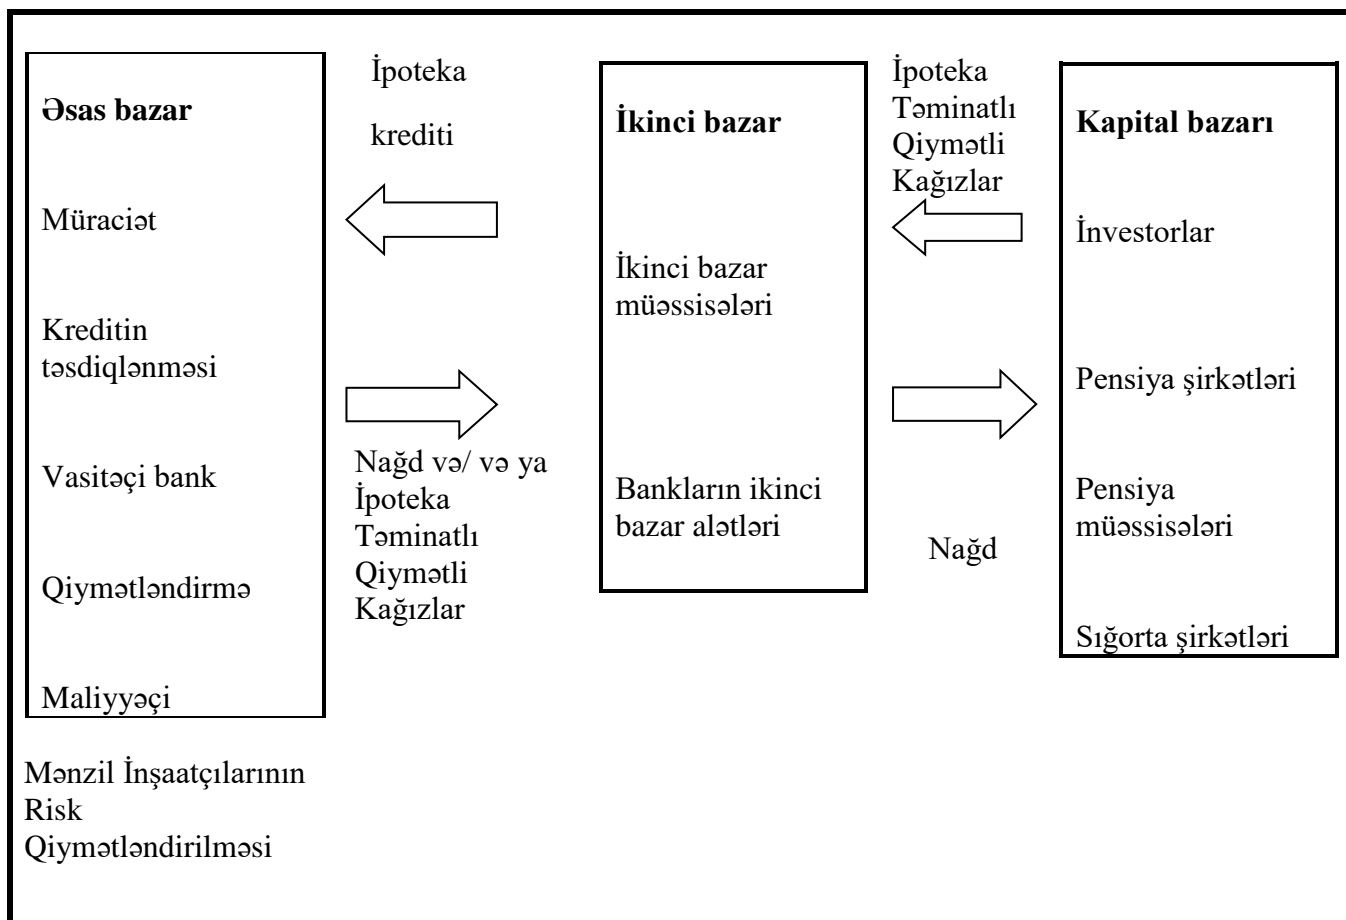 Əsas bazar
Müraciət
Kreditin
təsdiqlənməsi
Vasitəçi bank
Qiymətləndirmə
Maliyyəçi
Mənzil İnşaatçılarının
Risk
Qiymətləndirilməsi
İpoteka
krediti
Nağd və/ və ya
İpoteka
Təminatlı
Qiymətli
Kağızlar
İkinci bazar
İkinci bazar
müəssisələri
Bankların ikinci
bazar alətləri
İpoteka
Təminatlı
Qiymətli
Kağızlar
Nağd
Kapital bazarı
İnvestorlar
Pensiya şirkətləri
Pensiya
müəssisələri
Sığorta şirkətləri